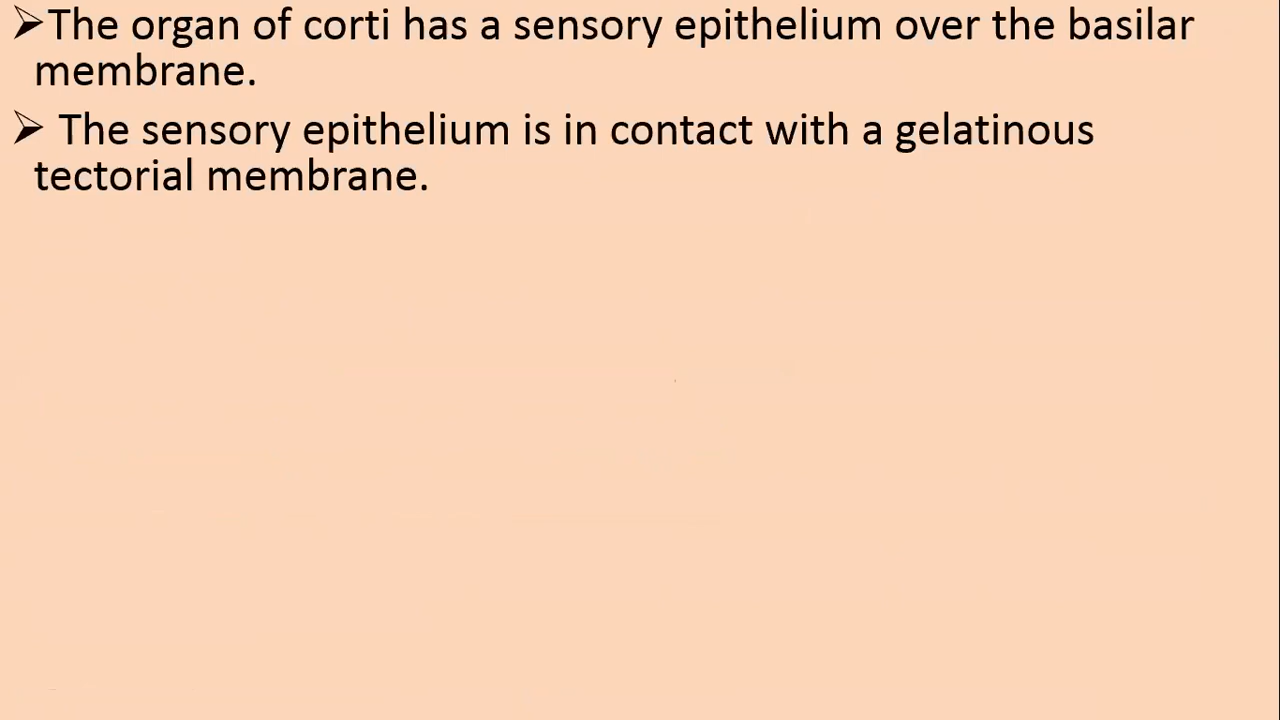 ➢The organ of corti has a sensory epithelium over the basilar
membrane.
➢ The sensory epithelium is in contact with a gelatinous
tectorial membrane.